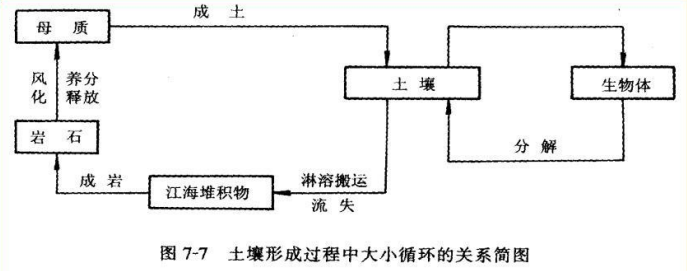 母 质
成 土
风化
养分释放
土 壤
生物体
岩 石
分 解
成 岩
江海堆积物
淋溶搬运
流 失
图 7-7 土壤形成过程中大小循环的关系简图